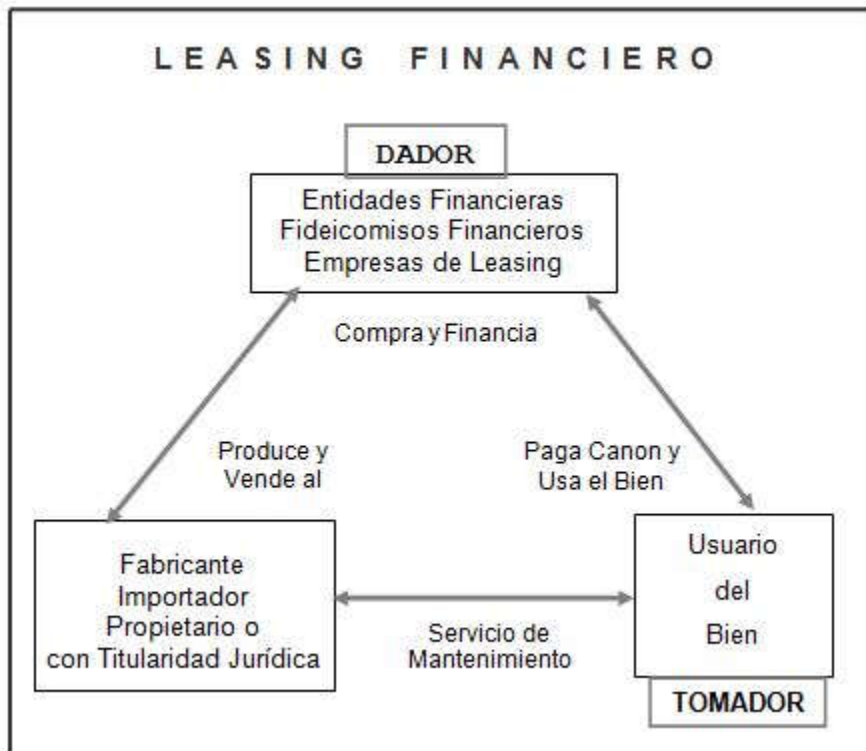 LEASING FINANCIERO
DADOR
Entidades Financieras
Fideicomisos Financieros
Empresas de Leasing
Compra y Financia
Produce y
Vende al
Paga Canon y
Usa el Bien
Fabricante
Importador
Propietario o
con Titularidad Jurídica
Servicio de
Mantenimiento
Usuario
del
Bien
TOMADOR